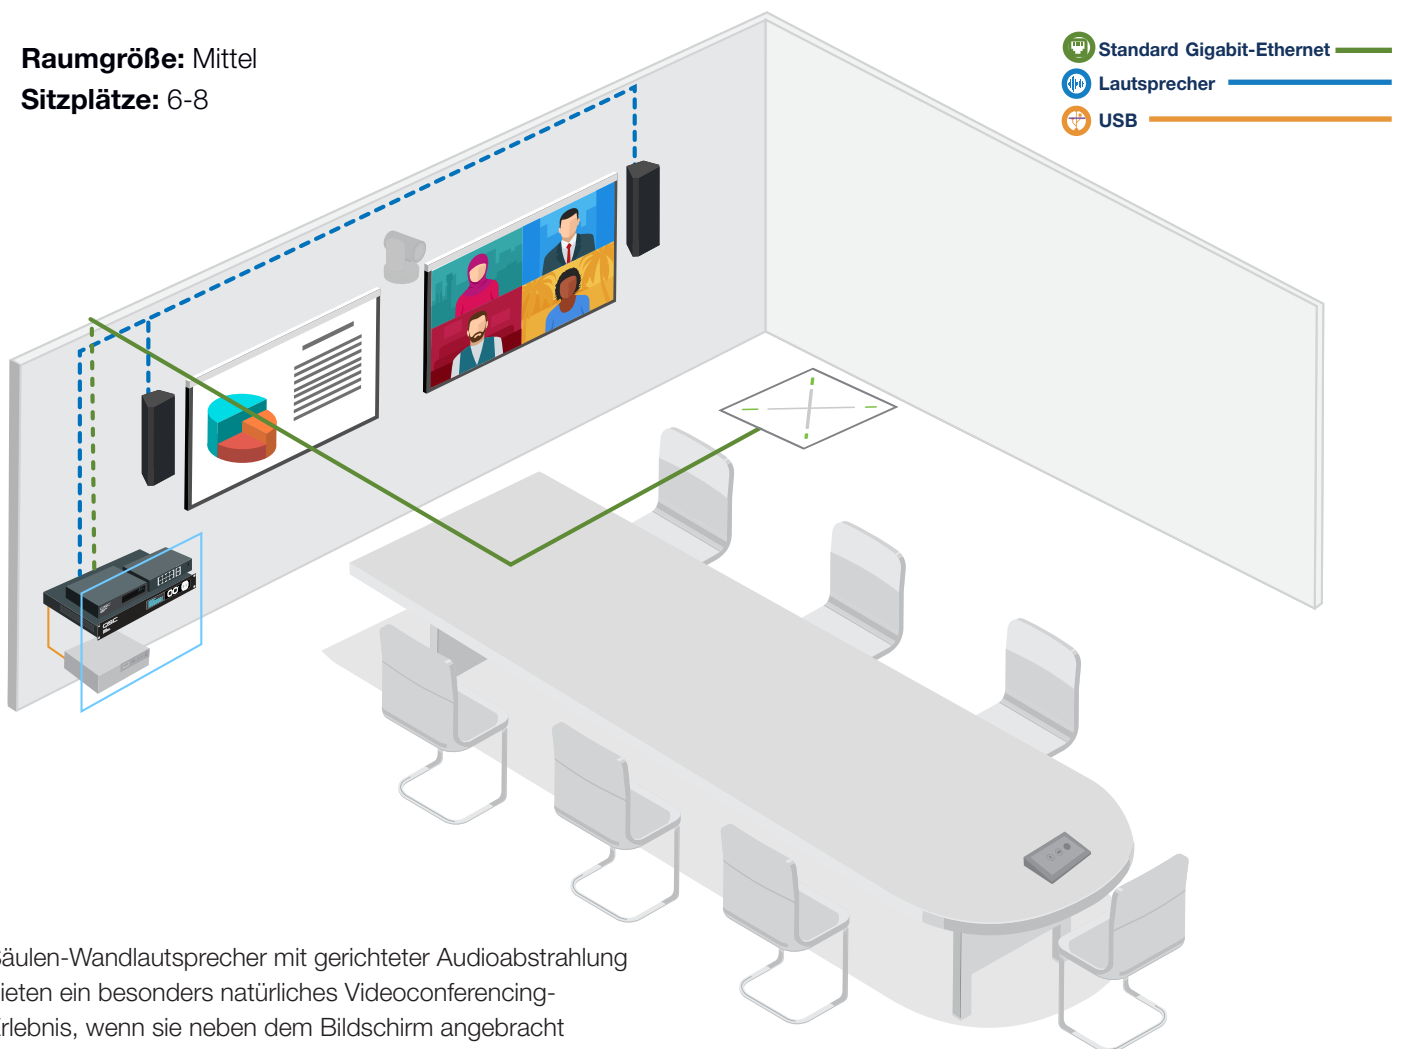 Raumgröße: Mittel
Sitzplätze: 6-8
Standard Gigabit-Ethernet
Lautsprecher
USB
QSC
äulen-Wandlautsprecher mit gerichteter Audioabstrahlung
ieten ein besonders natürliches Videoconferencing-
rlebnis, wenn sie neben dem Bildschirm angebracht